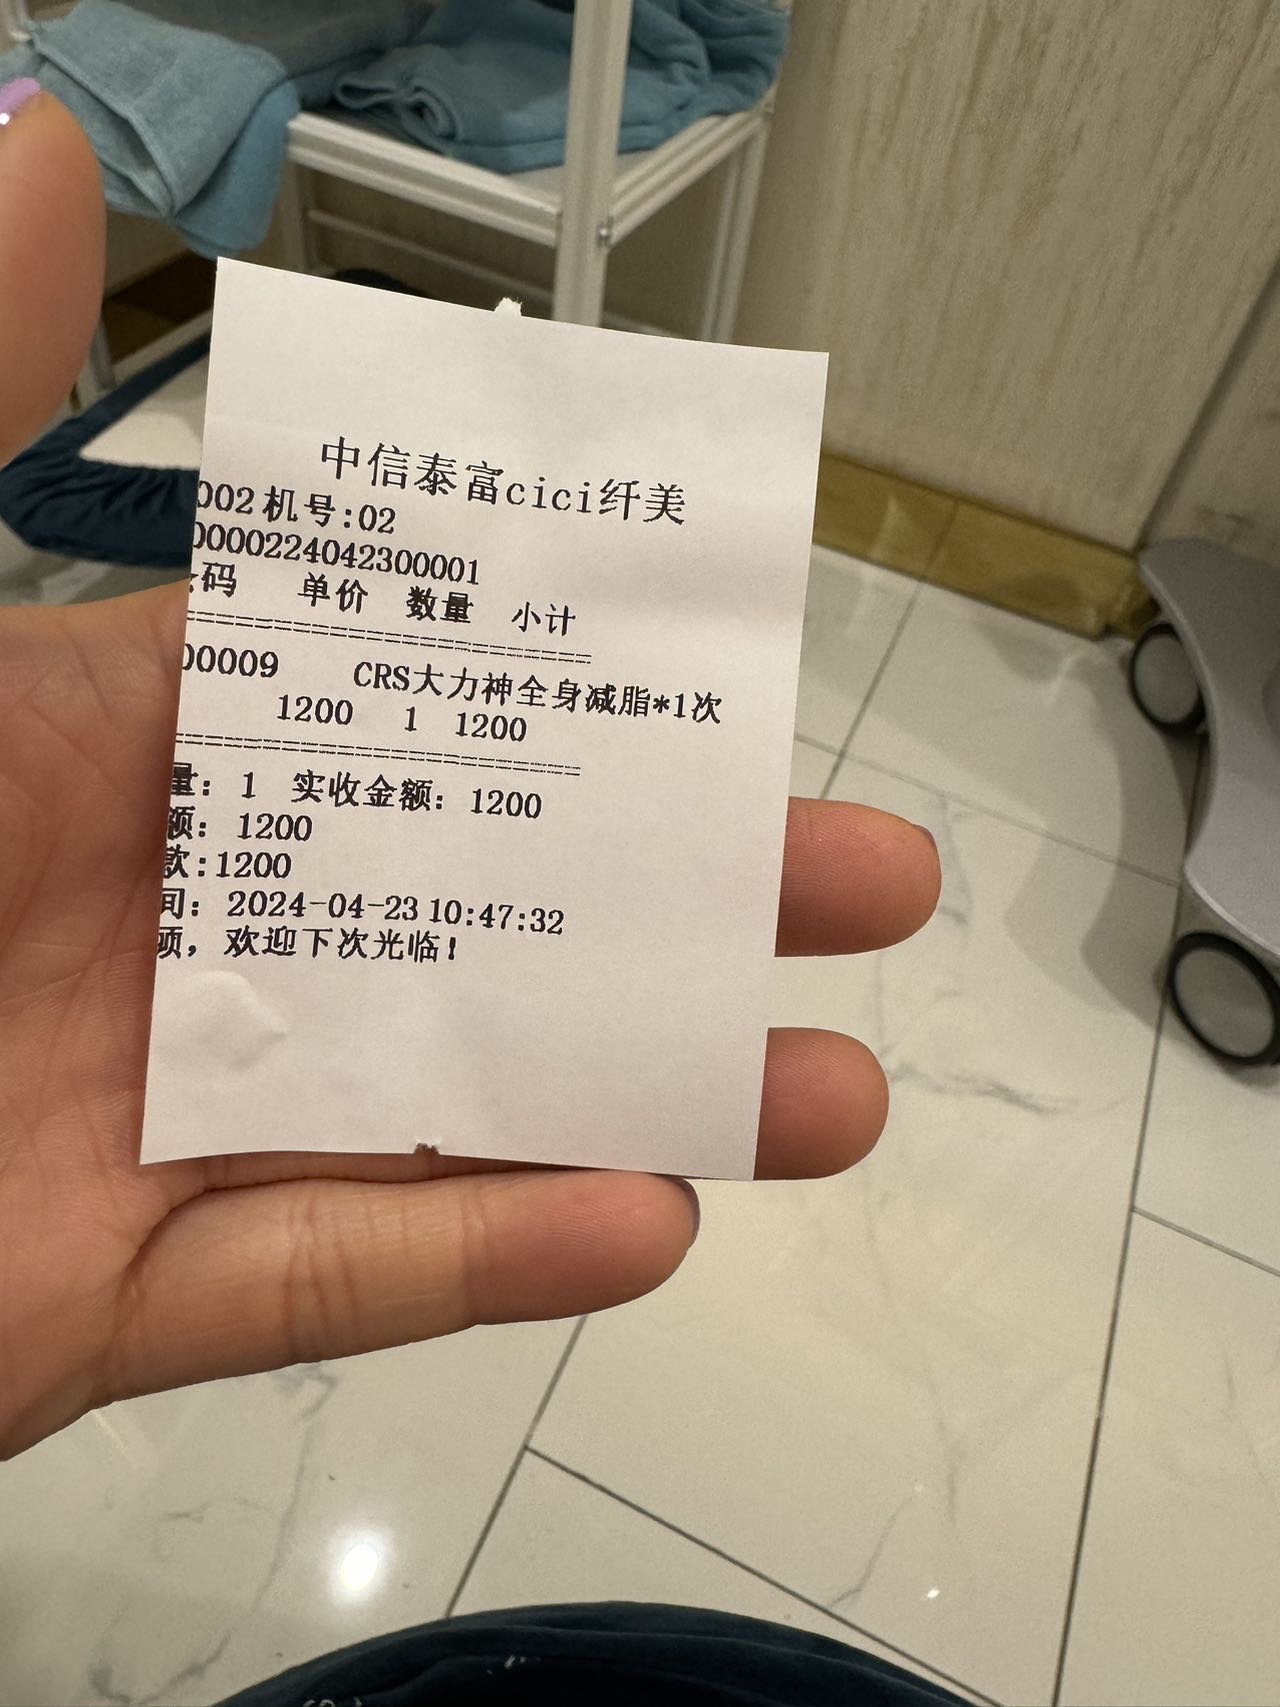 中信泰富cici纤美
002机号:02
0000224042300001
码 单价 数量 小计
00009 CRS大力神全身减脂*1次
1200 1 1200
量: 1 实收金额: 1200
额: 1200
款:1200
间: 2024-04-23 10:47:32
顾, 欢迎下次光临!